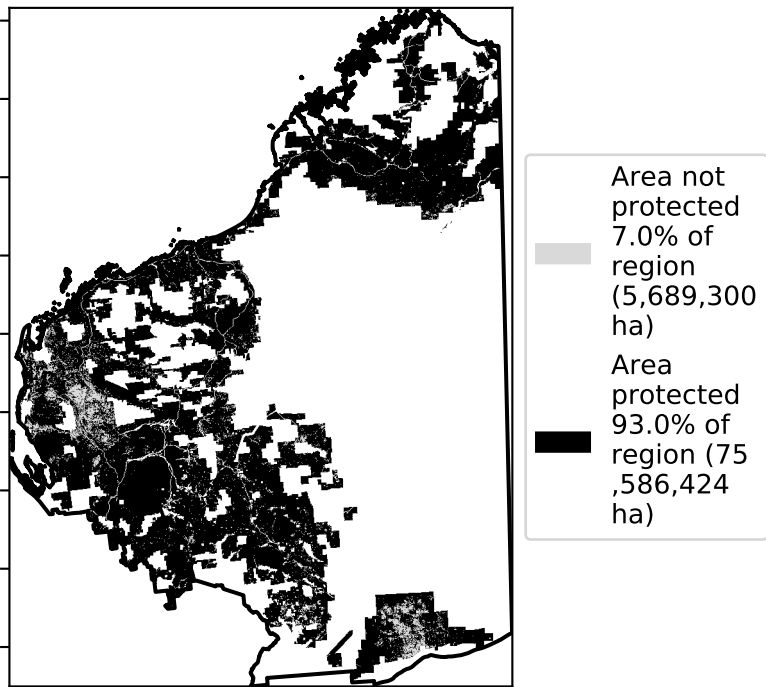 Area not
protected
7.0% of
region
(5,689,300
ha)
Area
protected
93.0% of
region (75
,586,424
ha)